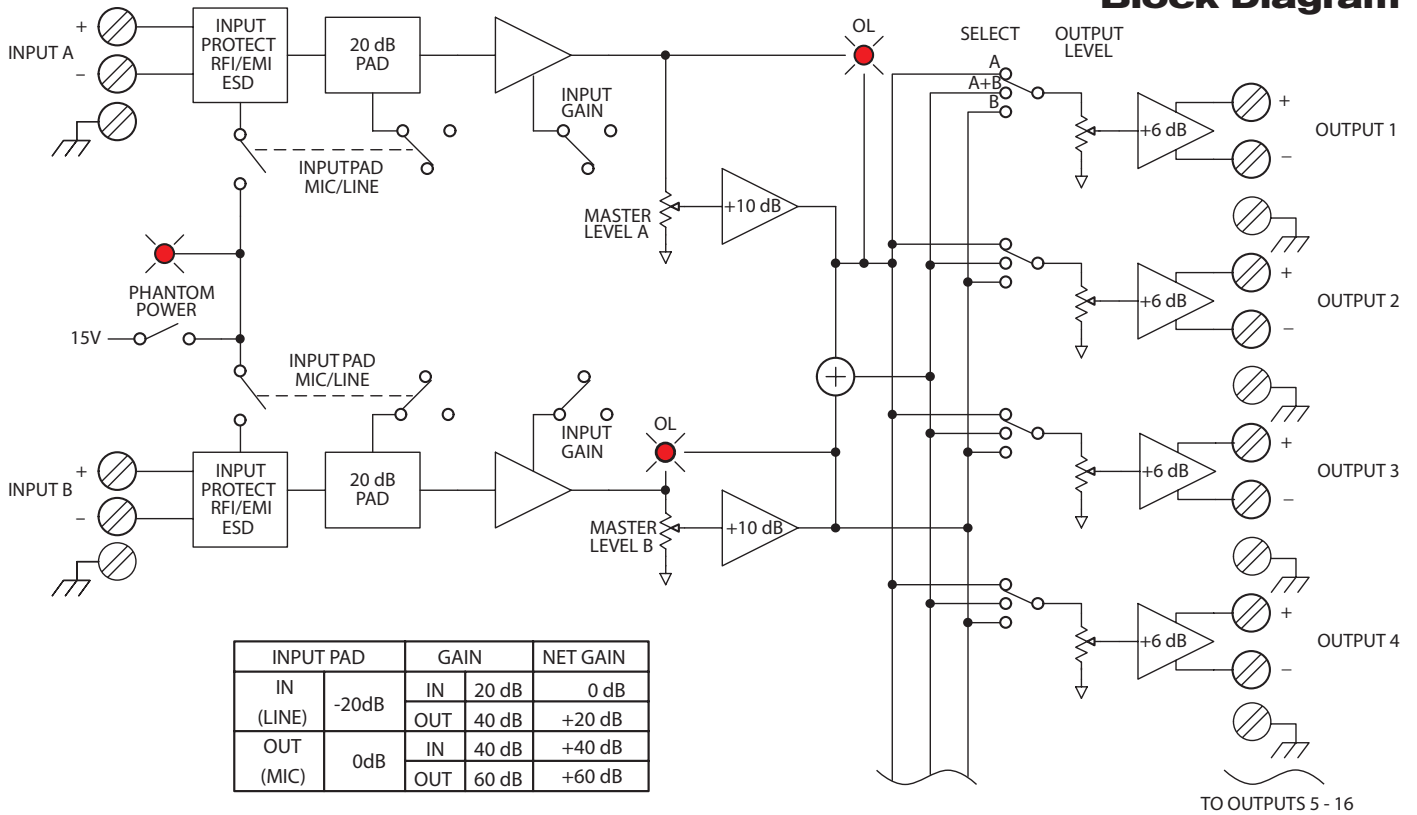 Block Diagram
INPUT A
+
−
INPUT
PROTECT
RFI/EMI
ESD
20 dB
PAD
INPUT
GAIN
INPUTPAD
MIC/LINE
MASTER
LEVEL A
+10 dB
OL
SELECT
A
A+B
B
OUTPUT
LEVEL
+6 dB
+
−
OUTPUT 1
PHANTOM
POWER
15V
+6 dB
+
−
OUTPUT 2
INPUT PAD
MIC/LINE
INPUT B
+
−
INPUT
PROTECT
RFI/EMI
ESD
20 dB
PAD
INPUT
GAIN
OL
MASTER
LEVEL B
+10 dB
+
+6 dB
+
−
OUTPUT 3
+6 dB
+
−
OUTPUT 4
TO OUTPUTS 5 - 16
INPUT PAD GAIN NET GAIN
IN (LINE) -20dB IN 20 dB 0 dB
OUT 40 dB +20 dB
OUT (MIC) 0dB IN 40 dB +40 dB
OUT 60 dB +60 dB